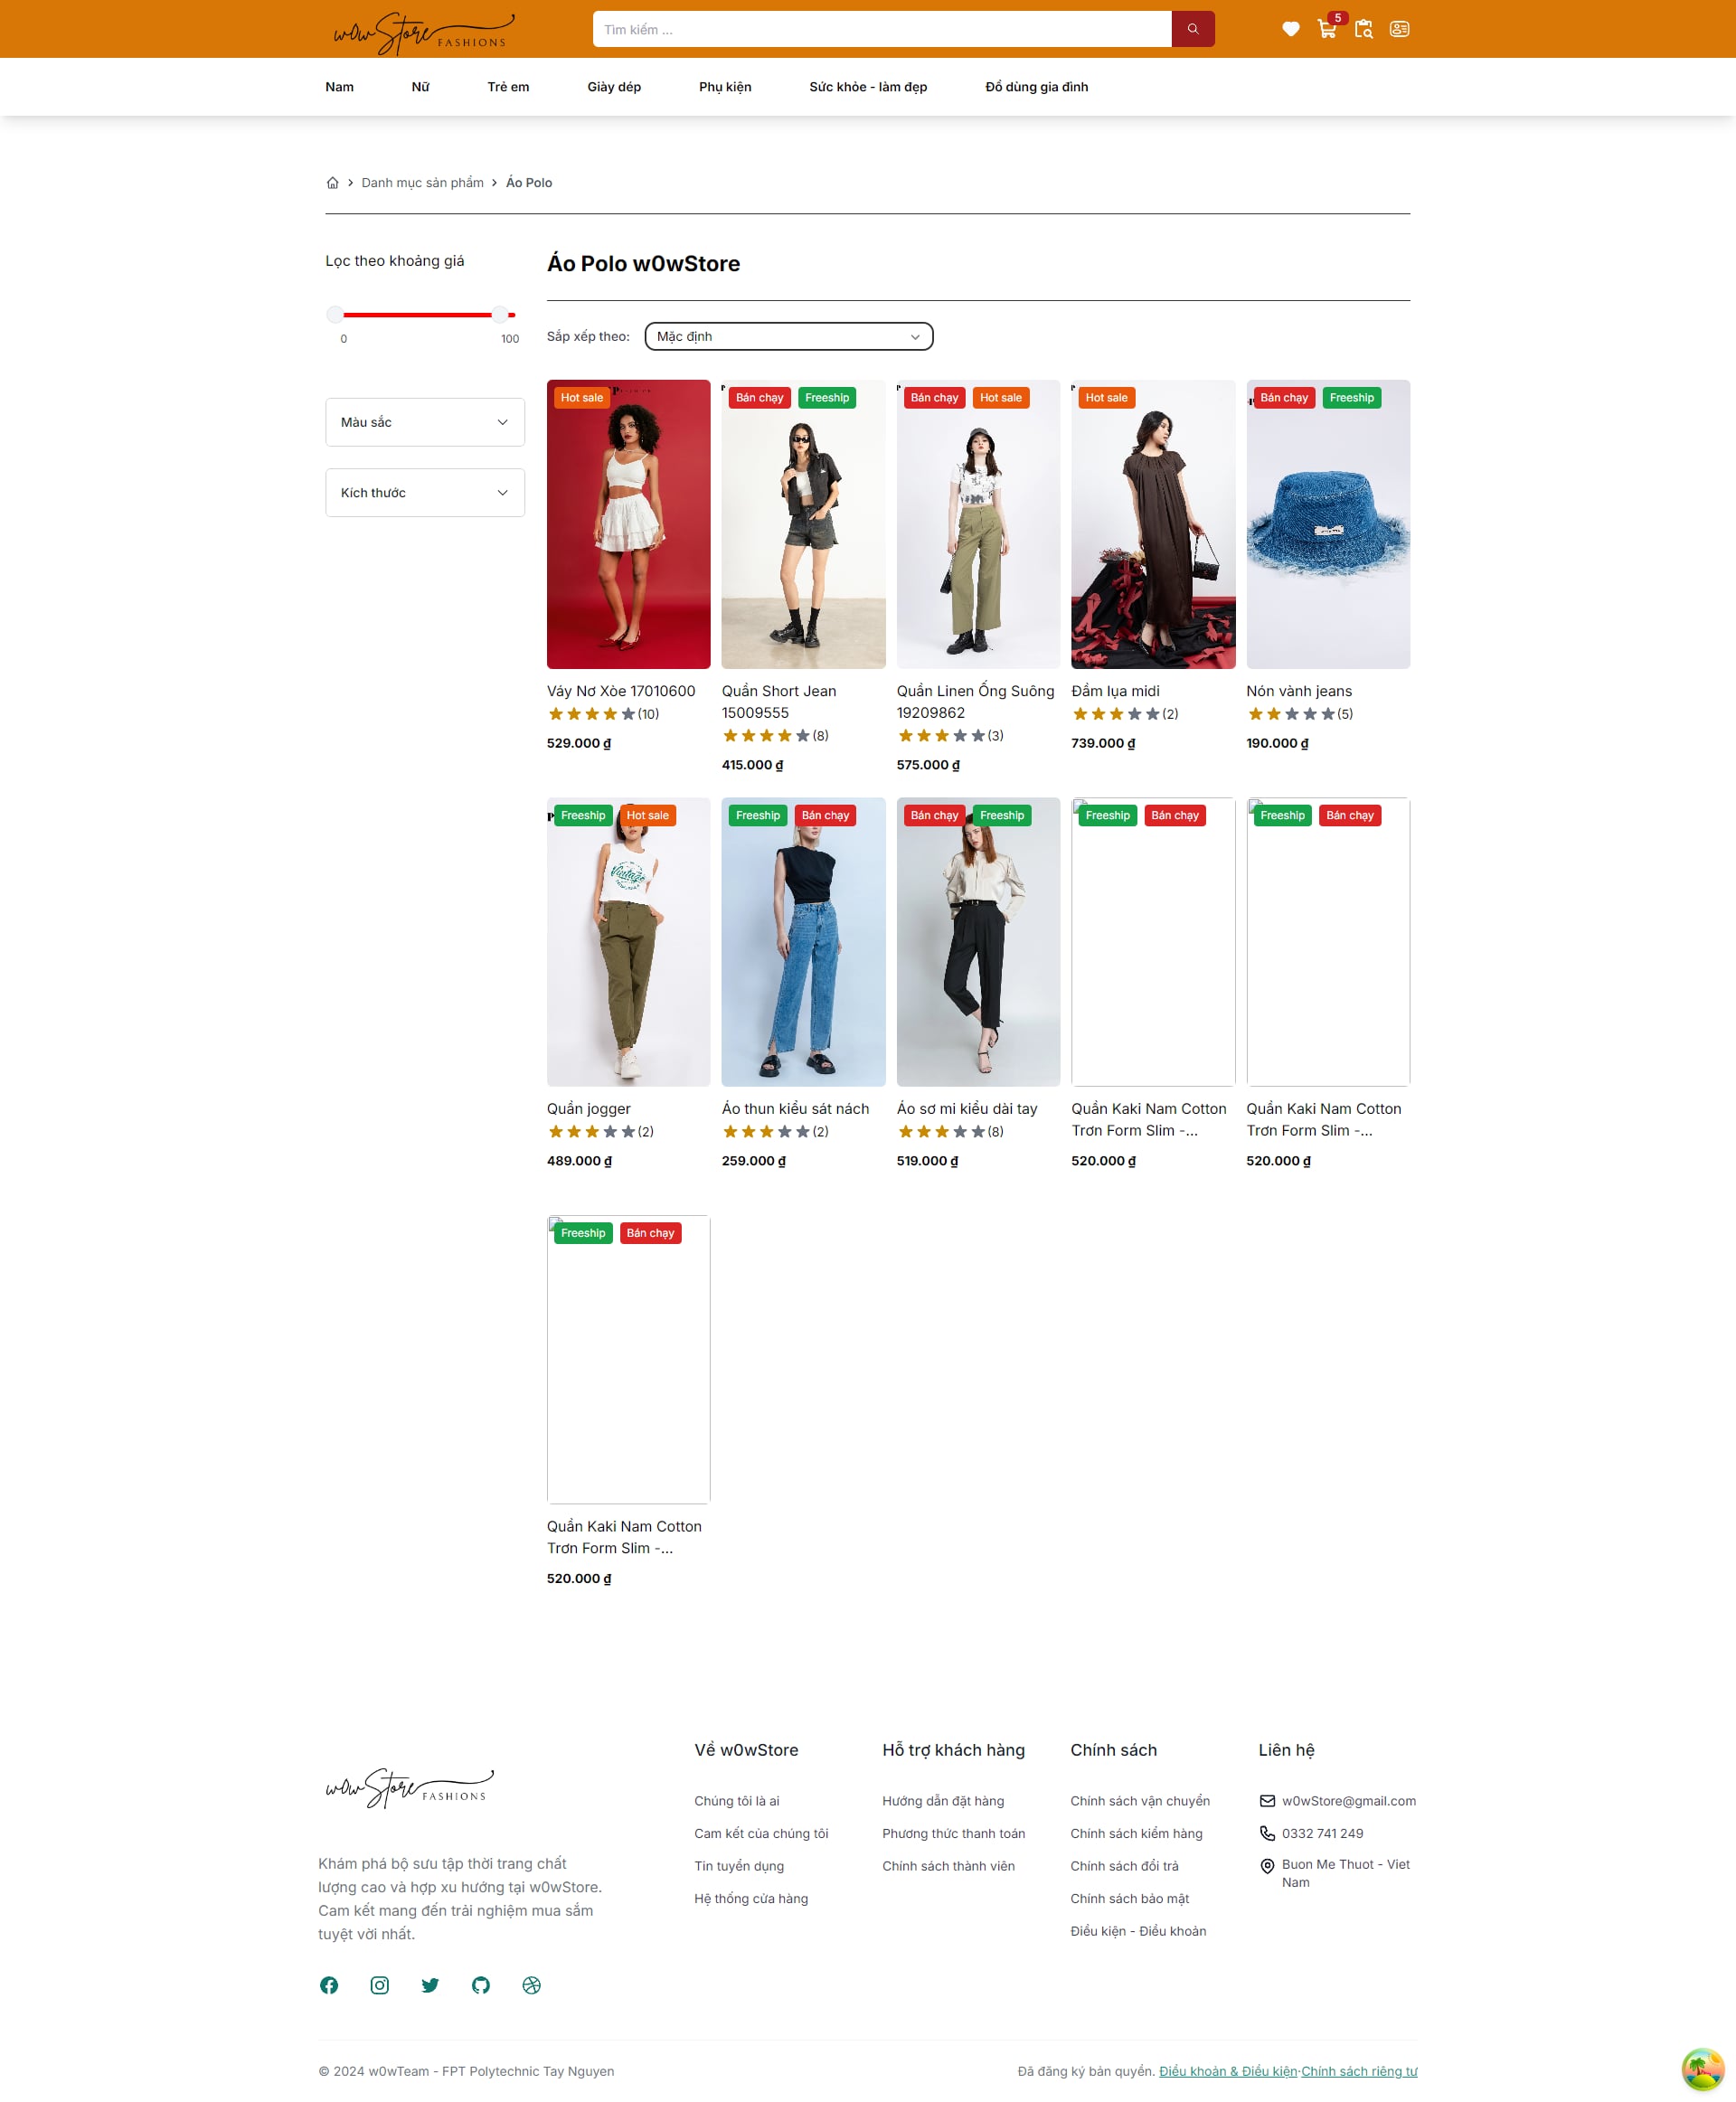 w0wStore FASHIONS
Tìm kiếm ...
5
Nam
Nữ
Trẻ em
Giày dép
Phụ kiện
Sức khỏe - làm đẹp
Đồ dùng gia đình
Danh mục sản phẩm
Áo Polo
Lọc theo khoảng giá
0
100
Màu sắc
Kích thước
Áo Polo w0wStore
Sắp xếp theo:
Mặc định
Hot sale
Bán chạy
Freeship
Bán chạy
Hot sale
Hot sale
Bán chạy
Freeship
Váy Nơ Xòe 17010600
(10)
529.000 ₫
Quần Short Jean
15009555
(8)
415.000 ₫
Quần Linen Ống Suông
19209862
(3)
575.000 ₫
Đầm lụa midi
(2)
739.000 ₫
Nón vành jeans
(5)
190.000 ₫
Freeship
Hot sale
Freeship
Bán chạy
Bán chạy
Freeship
Freeship
Bán chạy
Freeship
Bán chạy
Vintage
Quần jogger
(2)
489.000 ₫
Áo thun kiểu sát nách
(2)
259.000 ₫
Áo sơ mi kiểu dài tay
(8)
519.000 ₫
Quần Kaki Nam Cotton
Trơn Form Slim -...
520.000 ₫
Quần Kaki Nam Cotton
Trơn Form Slim -...
520.000 ₫
Freeship
Bán chạy
Quần Kaki Nam Cotton
Trơn Form Slim -...
520.000 ₫
w0wStore FASHIONS
Khám phá bộ sưu tập thời trang chất
lượng cao và hợp xu hướng tại w0wStore.
Cam kết mang đến trải nghiệm mua sắm
tuyệt vời nhất.
Về w0wStore
Chúng tôi là ai
Cam kết của chúng tôi
Tin tuyển dụng
Hệ thống cửa hàng
Hỗ trợ khách hàng
Hướng dẫn đặt hàng
Phương thức thanh toán
Chính sách thành viên
Chính sách
Chính sách vận chuyển
Chính sách kiểm hàng
Chính sách đổi trả
Chính sách bảo mật
Điều kiện - Điều khoản
Liên hệ
w0wStore@gmail.com
0332 741 249
Buon Me Thuot - Viet
Nam
© 2024 w0wTeam - FPT Polytechnic Tay Nguyen
Đã đăng ký bản quyền. Điều khoản & Điều kiện·Chính sách riêng tư